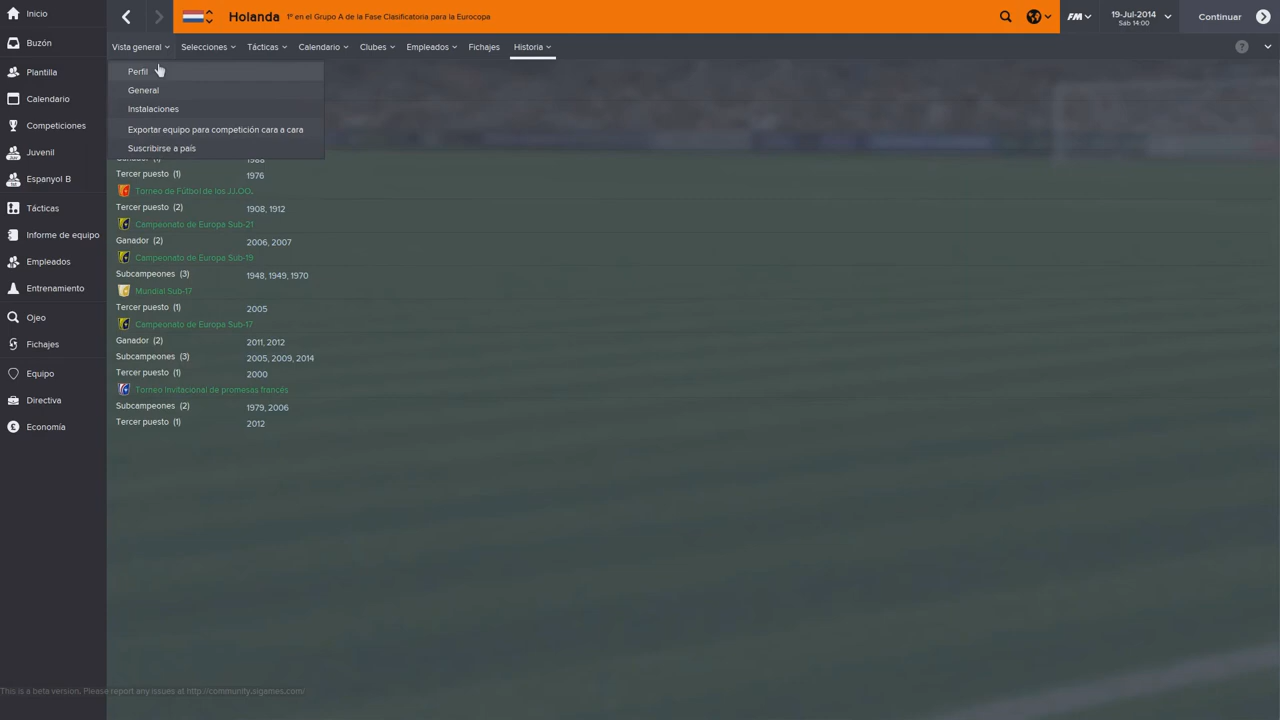 Inicio
Buzón
Plantilla
Calendario
Competiciones
Juvenil
Espanyol B
Tácticas
Informe de equipo
Empleados
Entrenamiento
Ojeo
Fichajes
Equipo
Directiva
Economía
Holanda 1º en el Grupo A de la Fase Clasificatoria para la Eurocopa
FM
19-Jul-2014
Sab 14:00
Continuar
Vista general Selecciones Tácticas Calendario Clubes Empleados Fichajes Historia
?
Perfil
General
Instalaciones
Exportar equipo para competición cara a cara
Suscribirse a país
Ganador (1) 1988
Tercer puesto (1) 1976
Torneo de Fútbol de los JJ.OO.
Tercer puesto (2) 1908, 1912
Campeonato de Europa Sub-21
Ganador (2) 2006, 2007
Campeonato de Europa Sub-19
Subcampeones (3) 1948, 1949, 1970
Mundial Sub-17
Tercer puesto (1) 2005
Campeonato de Europa Sub-17
Ganador (2) 2011, 2012
Subcampeones (3) 2005, 2009, 2014
Tercer puesto (1) 2000
Torneo invitacional de promesas francés
Subcampeones (2) 1979, 2006
Tercer puesto (1) 2012
This is a beta version. Please report any issues at http://community.sigames.com/